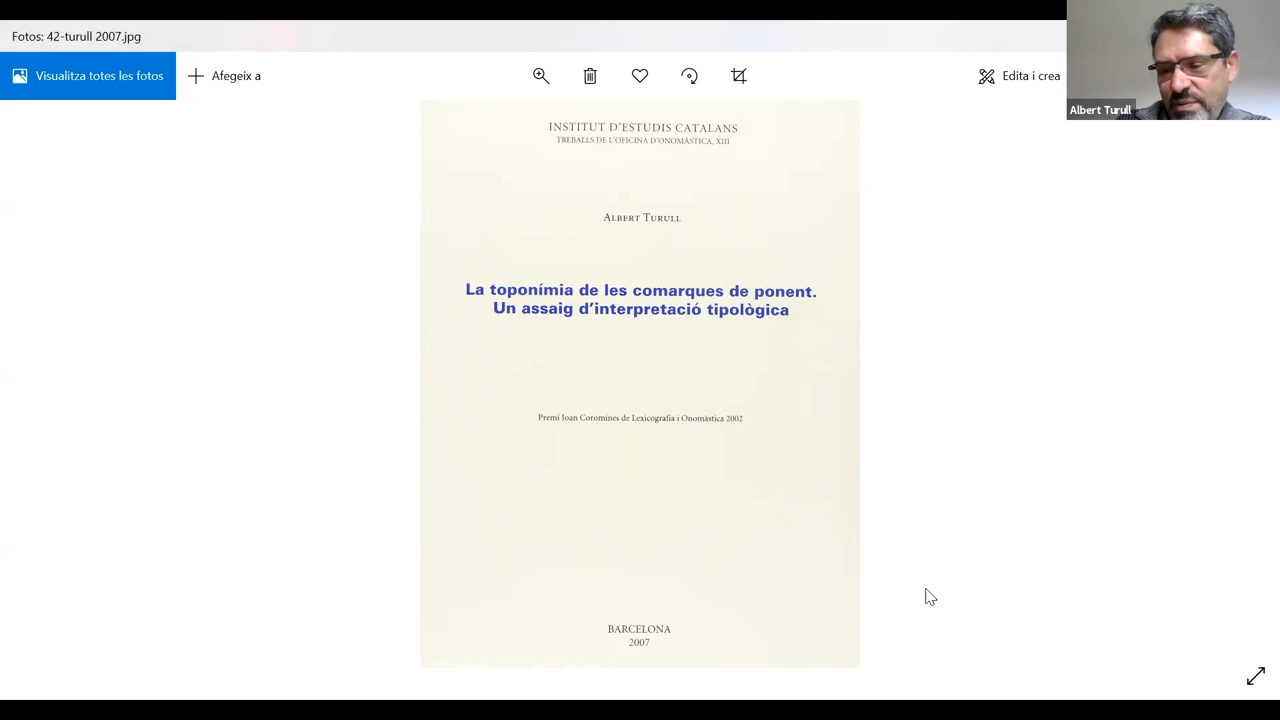 Fotos: 42-turull 2007.jpg
Visualitza totes les fotos
Afegeix a
Edita i crea
Albert Turull
INSTITUT D'ESTUDIS CATALANS
TREBALLS DE L'OFICINA D'ONOMÀSTICA, XIII
ALBERT TURULL
La toponímia de les comarques de ponent.
Un assaig d'interpretació tipològica
Premi Joan Coromines de Lexicografia i Onomàstica 2002
BARCELONA
2007